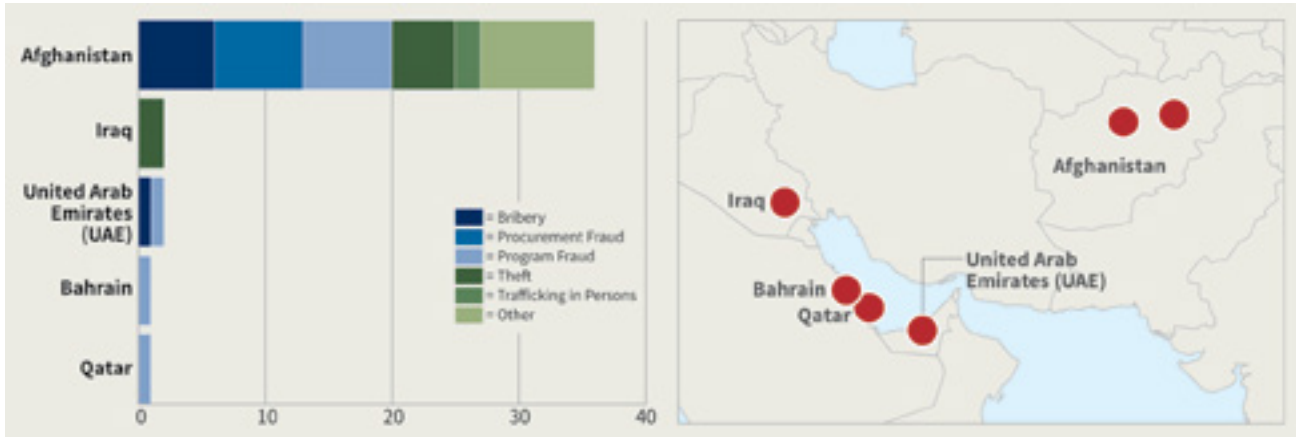 Afghanistan
Iraq
United Arab
Emirates
(UAE)
Bahrain
Qatar
0 10 20 30 40
= Bribery
= Procurement Fraud
= Program Fraud
= Theft
= Trafficking in Persons
= Other
Afghanistan
Iraq
United Arab
Emirates (UAE)
Bahrain
Qatar